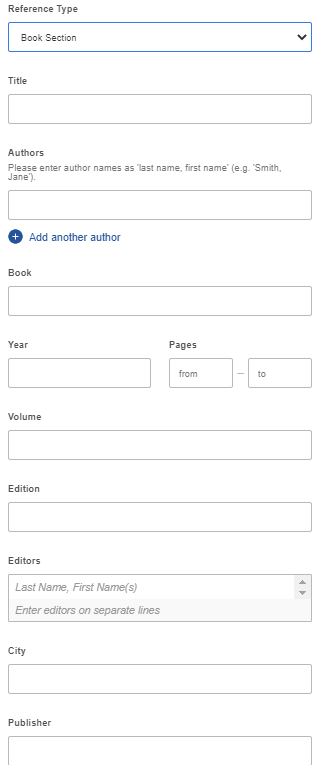 Reference Type
Book Section
Title
Authors
Please enter author names as 'last name, first name' (e.g. 'Smith,
Jane').
Add another author
Book
Year
Pages
from
–
to
Volume
Edition
Editors
Last Name, First Name(s)
Enter editors on separate lines
City
Publisher